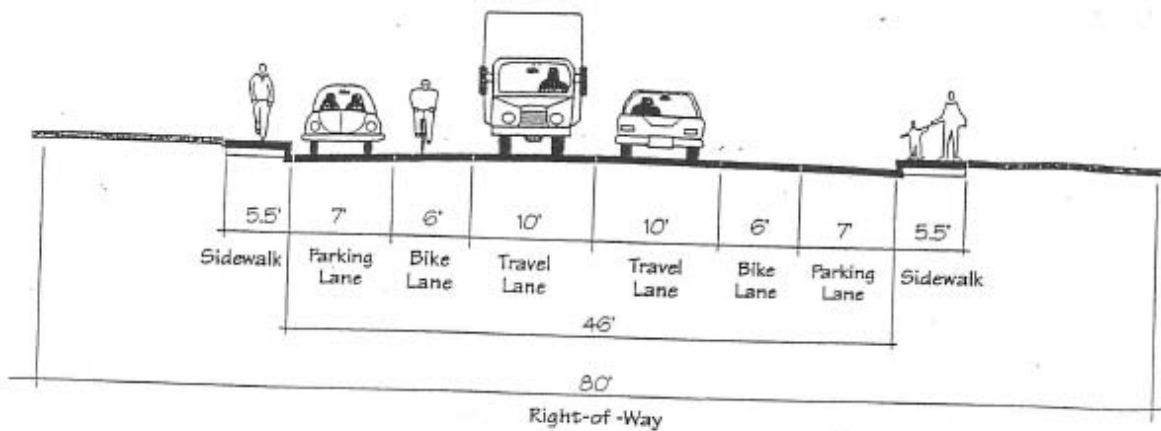 5.5' 7' 6' 10' 10' 6' 7' 5.5'
Sidewalk Parking Lane Bike Lane Travel Lane Travel Lane Bike Lane Parking Lane Sidewalk
46'
80'
Right-of-Way